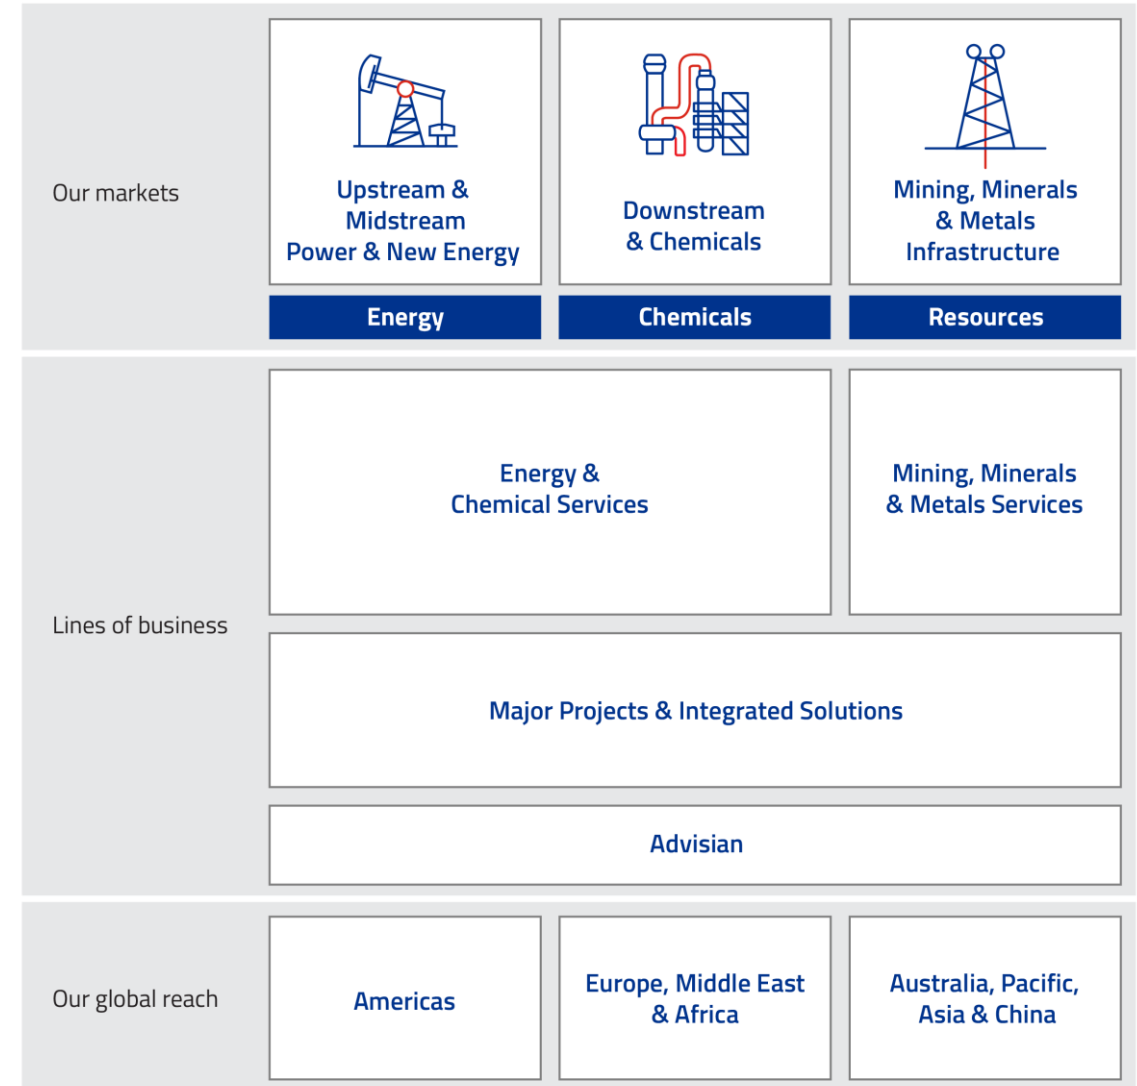 Our markets
Upstream &
Midstream
Power & New Energy
Energy
Downstream
& Chemicals
Chemicals
Mining, Minerals
& Metals
Infrastructure
Resources
Lines of business
Energy &
Chemical Services
Mining, Minerals
& Metals Services
Major Projects & Integrated Solutions
Advisian
Our global reach
Americas
Europe, Middle East
& Africa
Australia, Pacific,
Asia & China